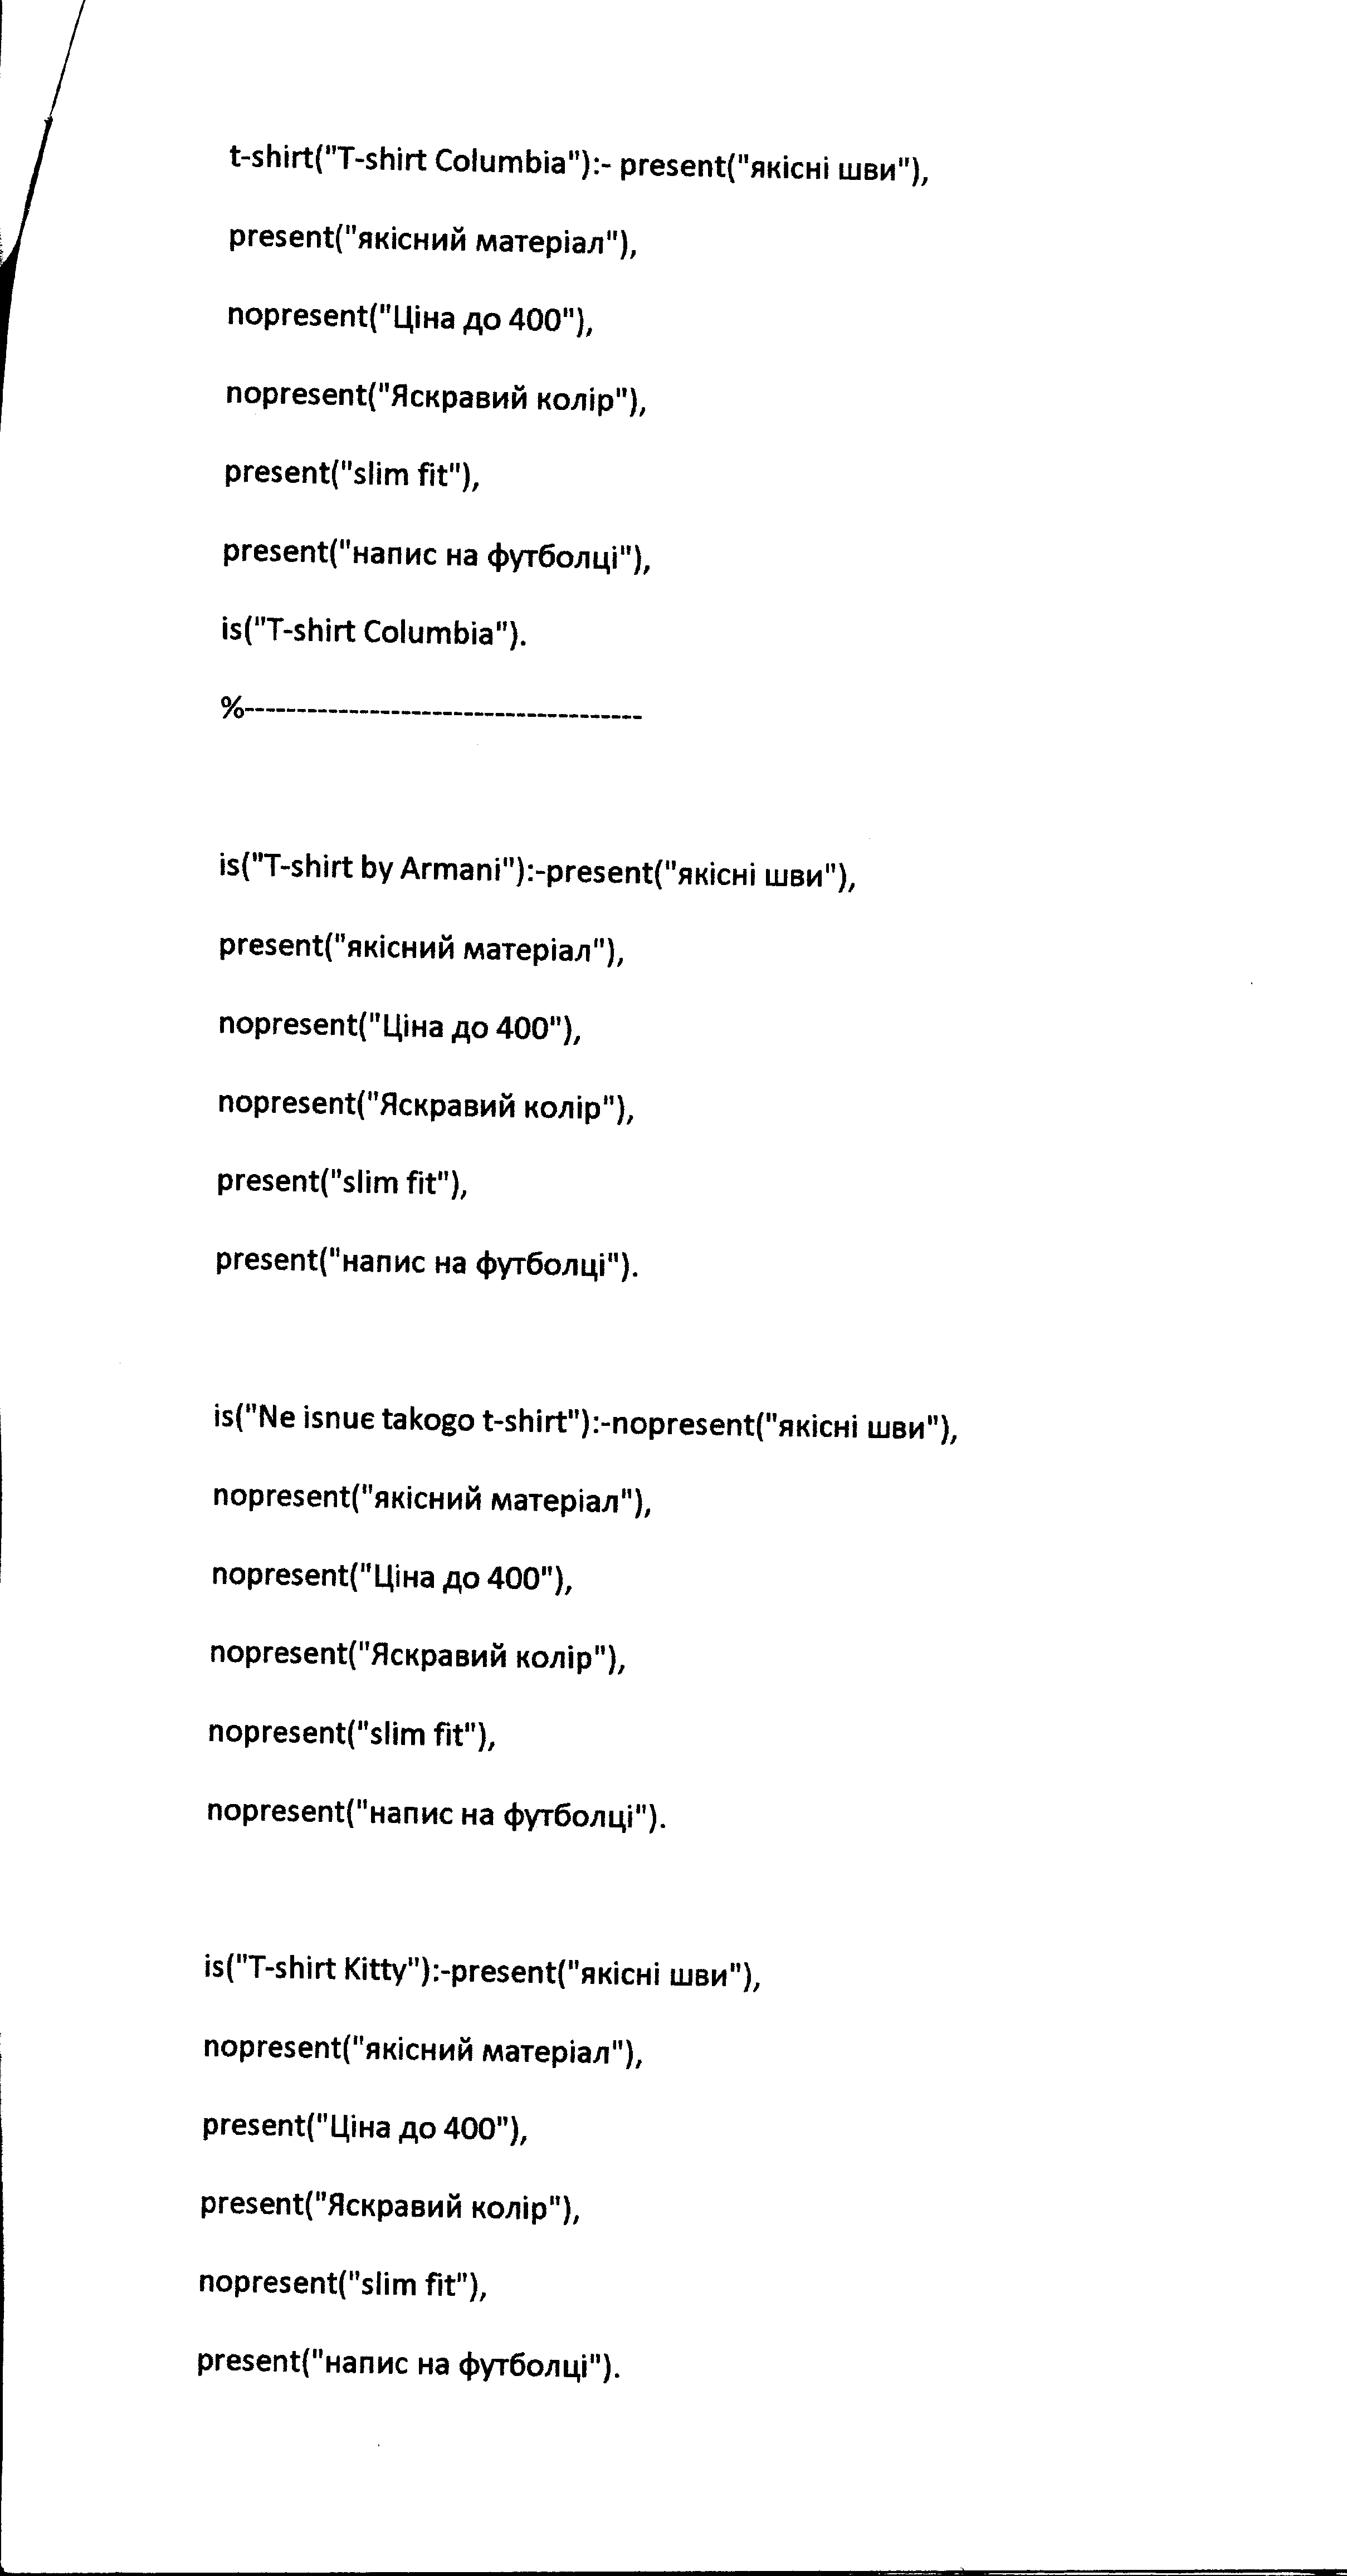 t-shirt("T-shirt Columbia"):- present("якісні шви"),
present("якісний матеріал"),
nopresent("Ціна до 400"),
nopresent("Яскравий колір"),
present("slim fit"),
present("напис на футболці"),
is("T-shirt Columbia").
%--------------------------------------
is("T-shirt by Armani"):-present("якісні шви"),
present("якісний матеріал"),
nopresent("Ціна до 400"),
nopresent("Яскравий колір"),
present("slim fit"),
present("напис на футболці").
is("Ne isnuє takogo t-shirt"):-nopresent("якісні шви"),
nopresent("якісний матеріал"),
nopresent("Ціна до 400"),
nopresent("Яскравий колір"),
nopresent("slim fit"),
nopresent("напис на футболці").
is("T-shirt Kitty"):-present("якісні шви"),
nopresent("якісний матеріал"),
present("Ціна до 400"),
present("Яскравий колір"),
nopresent("slim fit"),
present("напис на футболці").